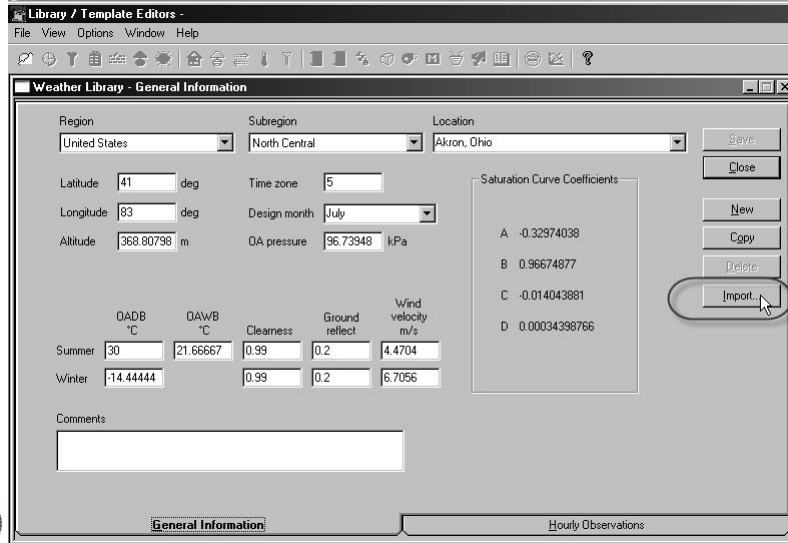 Library / Template Editors -
File View Options Window Help
Weather Library - General Information
Region Subregion Location
United States North Central Akron, Ohio
Save
Close
Latitude 41 deg Time zone 5 Saturation Curve Coefficients
Longitude 83 deg Design month July New
Altitude 368.80798 m OA pressure 96.73948 kPa A -0.32974038 Copy
B 0.96674877 Delete
C -0.014043881 Import...
D 0.00034398766
OADB °C OAWB °C Clearness Ground reflect Wind velocity m/s
Summer 30 21.66667 0.99 0.2 4.4704
Winter -14.44444 0.99 0.2 6.7056
Comments
General Information Hourly Observations